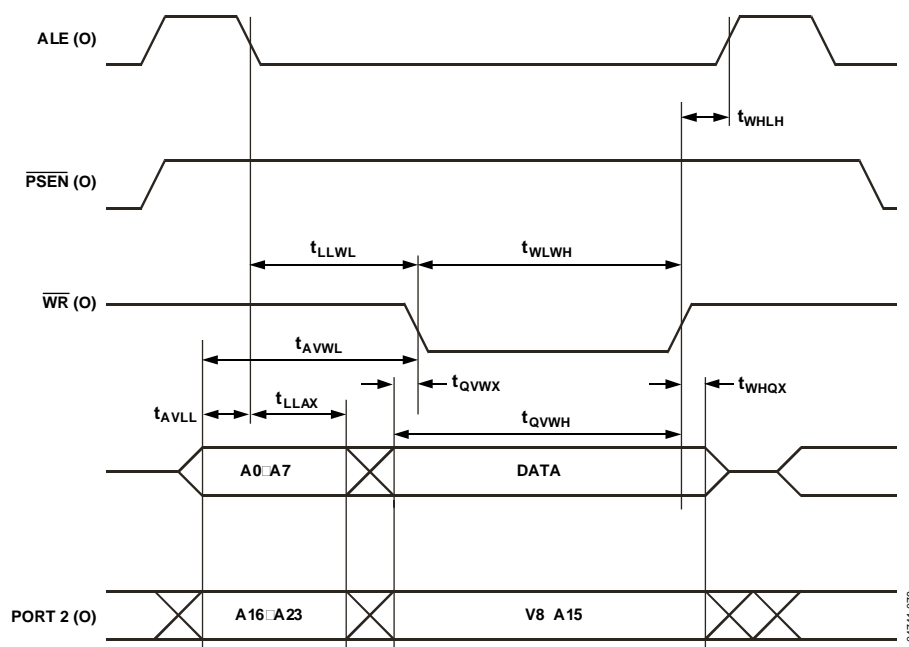 ALE (O)
tWHLH
PSEN (O)
tLLWL
tWLWH
WR (O)
tAVWL
tQVWX
tWHQX
tAVLL
tLLAX
tQVWH
A0□A7
DATA
PORT 2 (O)
A16□A23
V8 A15